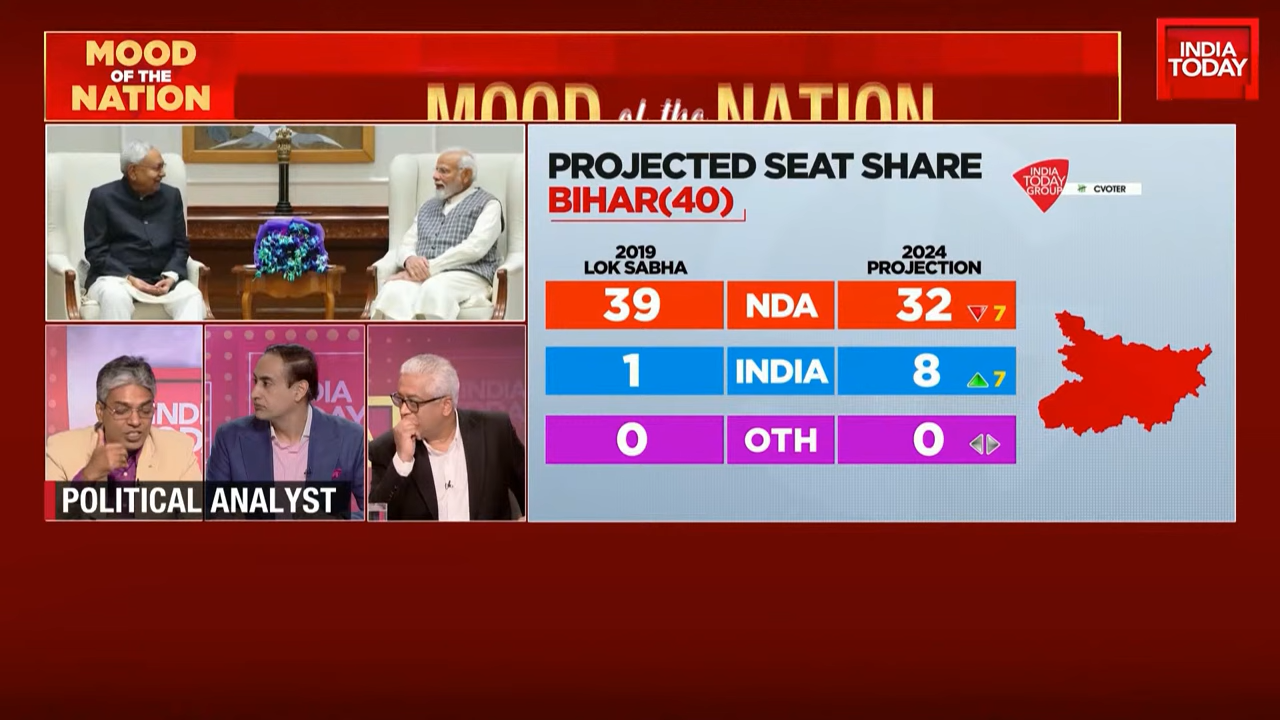 MOOD
OF THE
NATION
MOOD of the NATION
INDIA
TODAY
PROJECTED SEAT SHARE
BIHAR(40)
INDIA
TODAY
GROUP
CVOTER
2019
LOK SABHA
2024
PROJECTION
39 NDA 32 7
1 INDIA 8 7
0 OTH 0
POLITICAL ANALYST